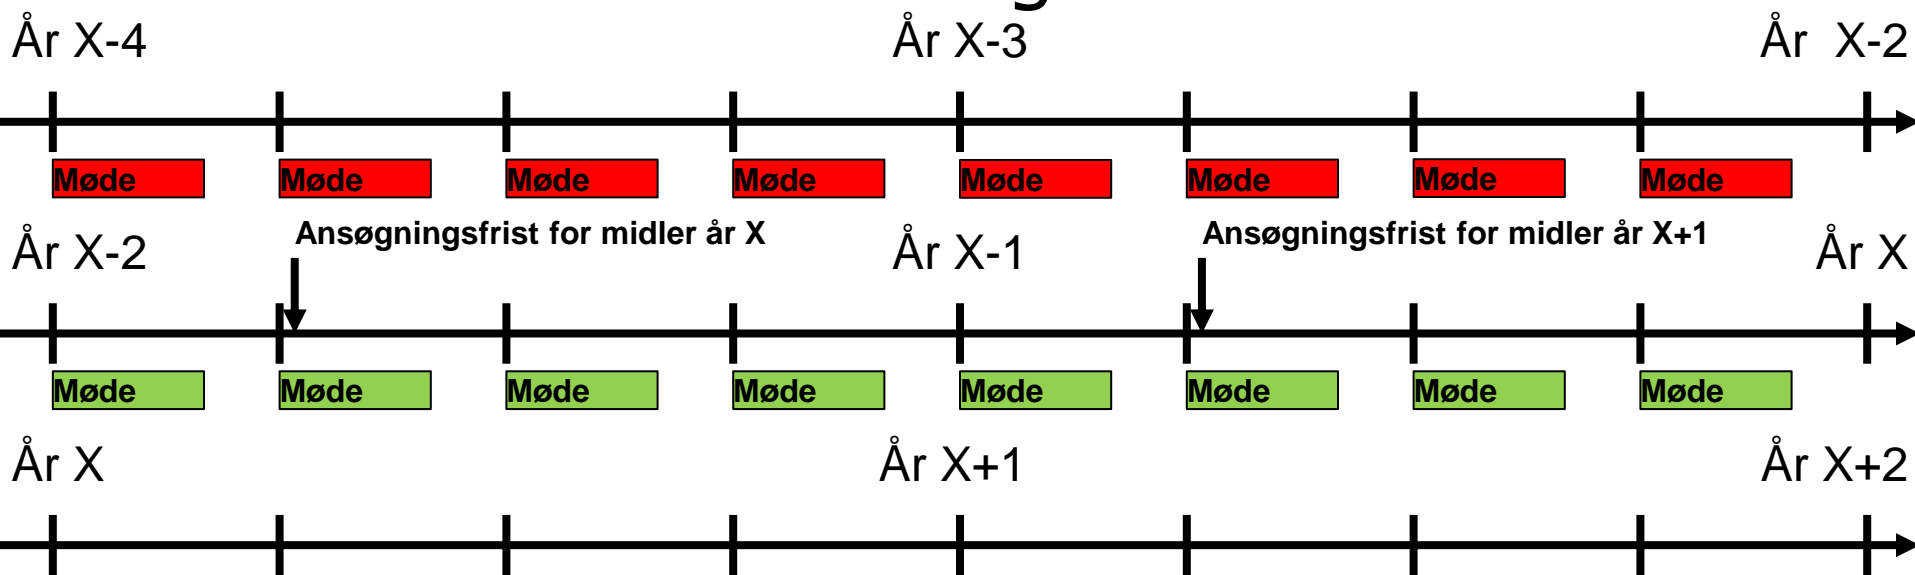 År X-4 År X-3 År X-2
Møde Møde Møde Møde Møde Møde Møde Møde
Ansøgningsfrist for midler år X Ansøgningsfrist for midler år X+1
År X-2 År X-1 År X
Møde Møde Møde Møde Møde Møde Møde Møde
År X År X+1 År X+2